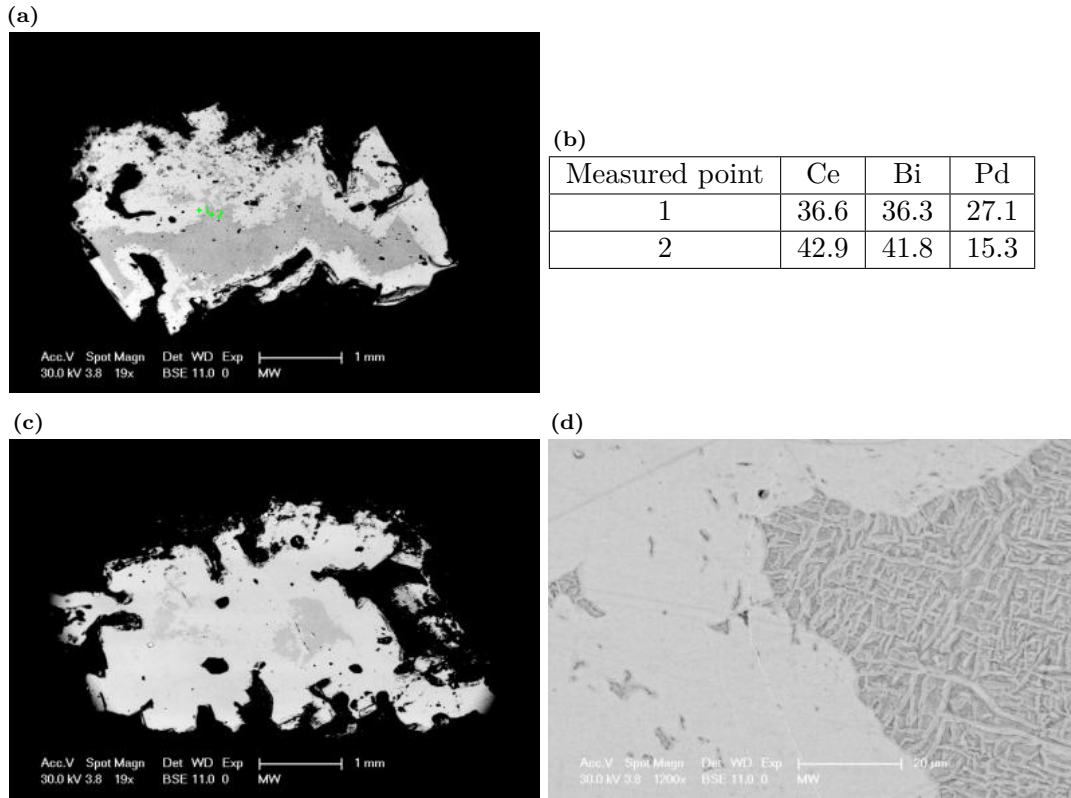 (a)
Acc.V Spot Magn Det WD Exp 1 mm
30.0 kV 3.8 19x BSE 11.0 0 MW
(b)
Measured point Ce Bi Pd
1 36.6 36.3 27.1
2 42.9 41.8 15.3
(c)
Acc.V Spot Magn Det WD Exp 1 mm
30.0 kV 3.8 19x BSE 11.0 0 MW
(d)
Acc.V Spot Magn Det WD Exp 20 µm
30.0 kV 3.8 1200x BSE 11.0 0 MW